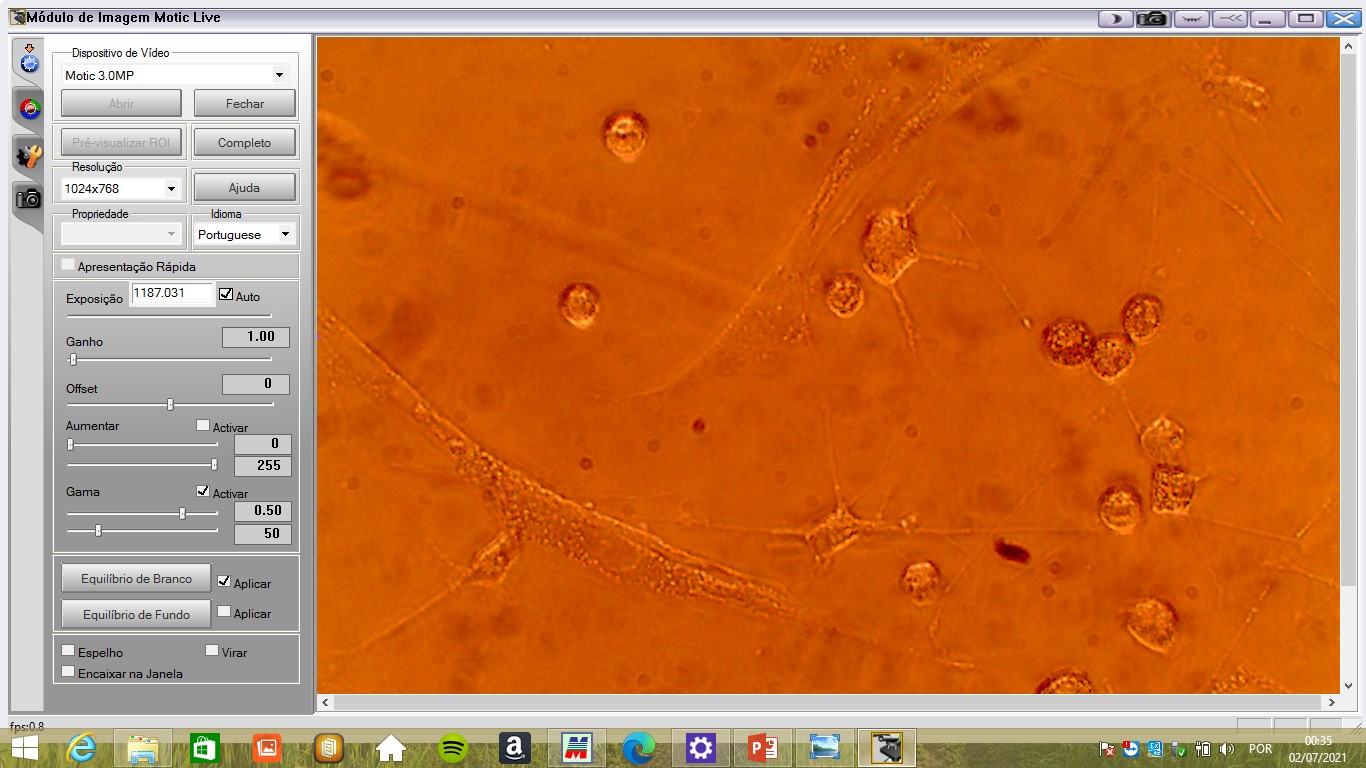 Módulo de Imagem Motic Live
Dispositivo de Vídeo
Motic 3.0MP
Abrir Fechar
Pré-visualizar ROI Completo
Resolução
1024x768 Ajuda
Propriedade Idioma
Portuguese
Apresentação Rápida
Exposição 1187.031 Auto
Ganho 1.00
Offset 0
Aumentar Activar
0
255
Gama Activar
0.50
50
Equilíbrio de Branco Aplicar
Equilíbrio de Fundo Aplicar
Espelho Virar
Encaixar na Janela
fps:0.8
POR 00:35
02/07/2021